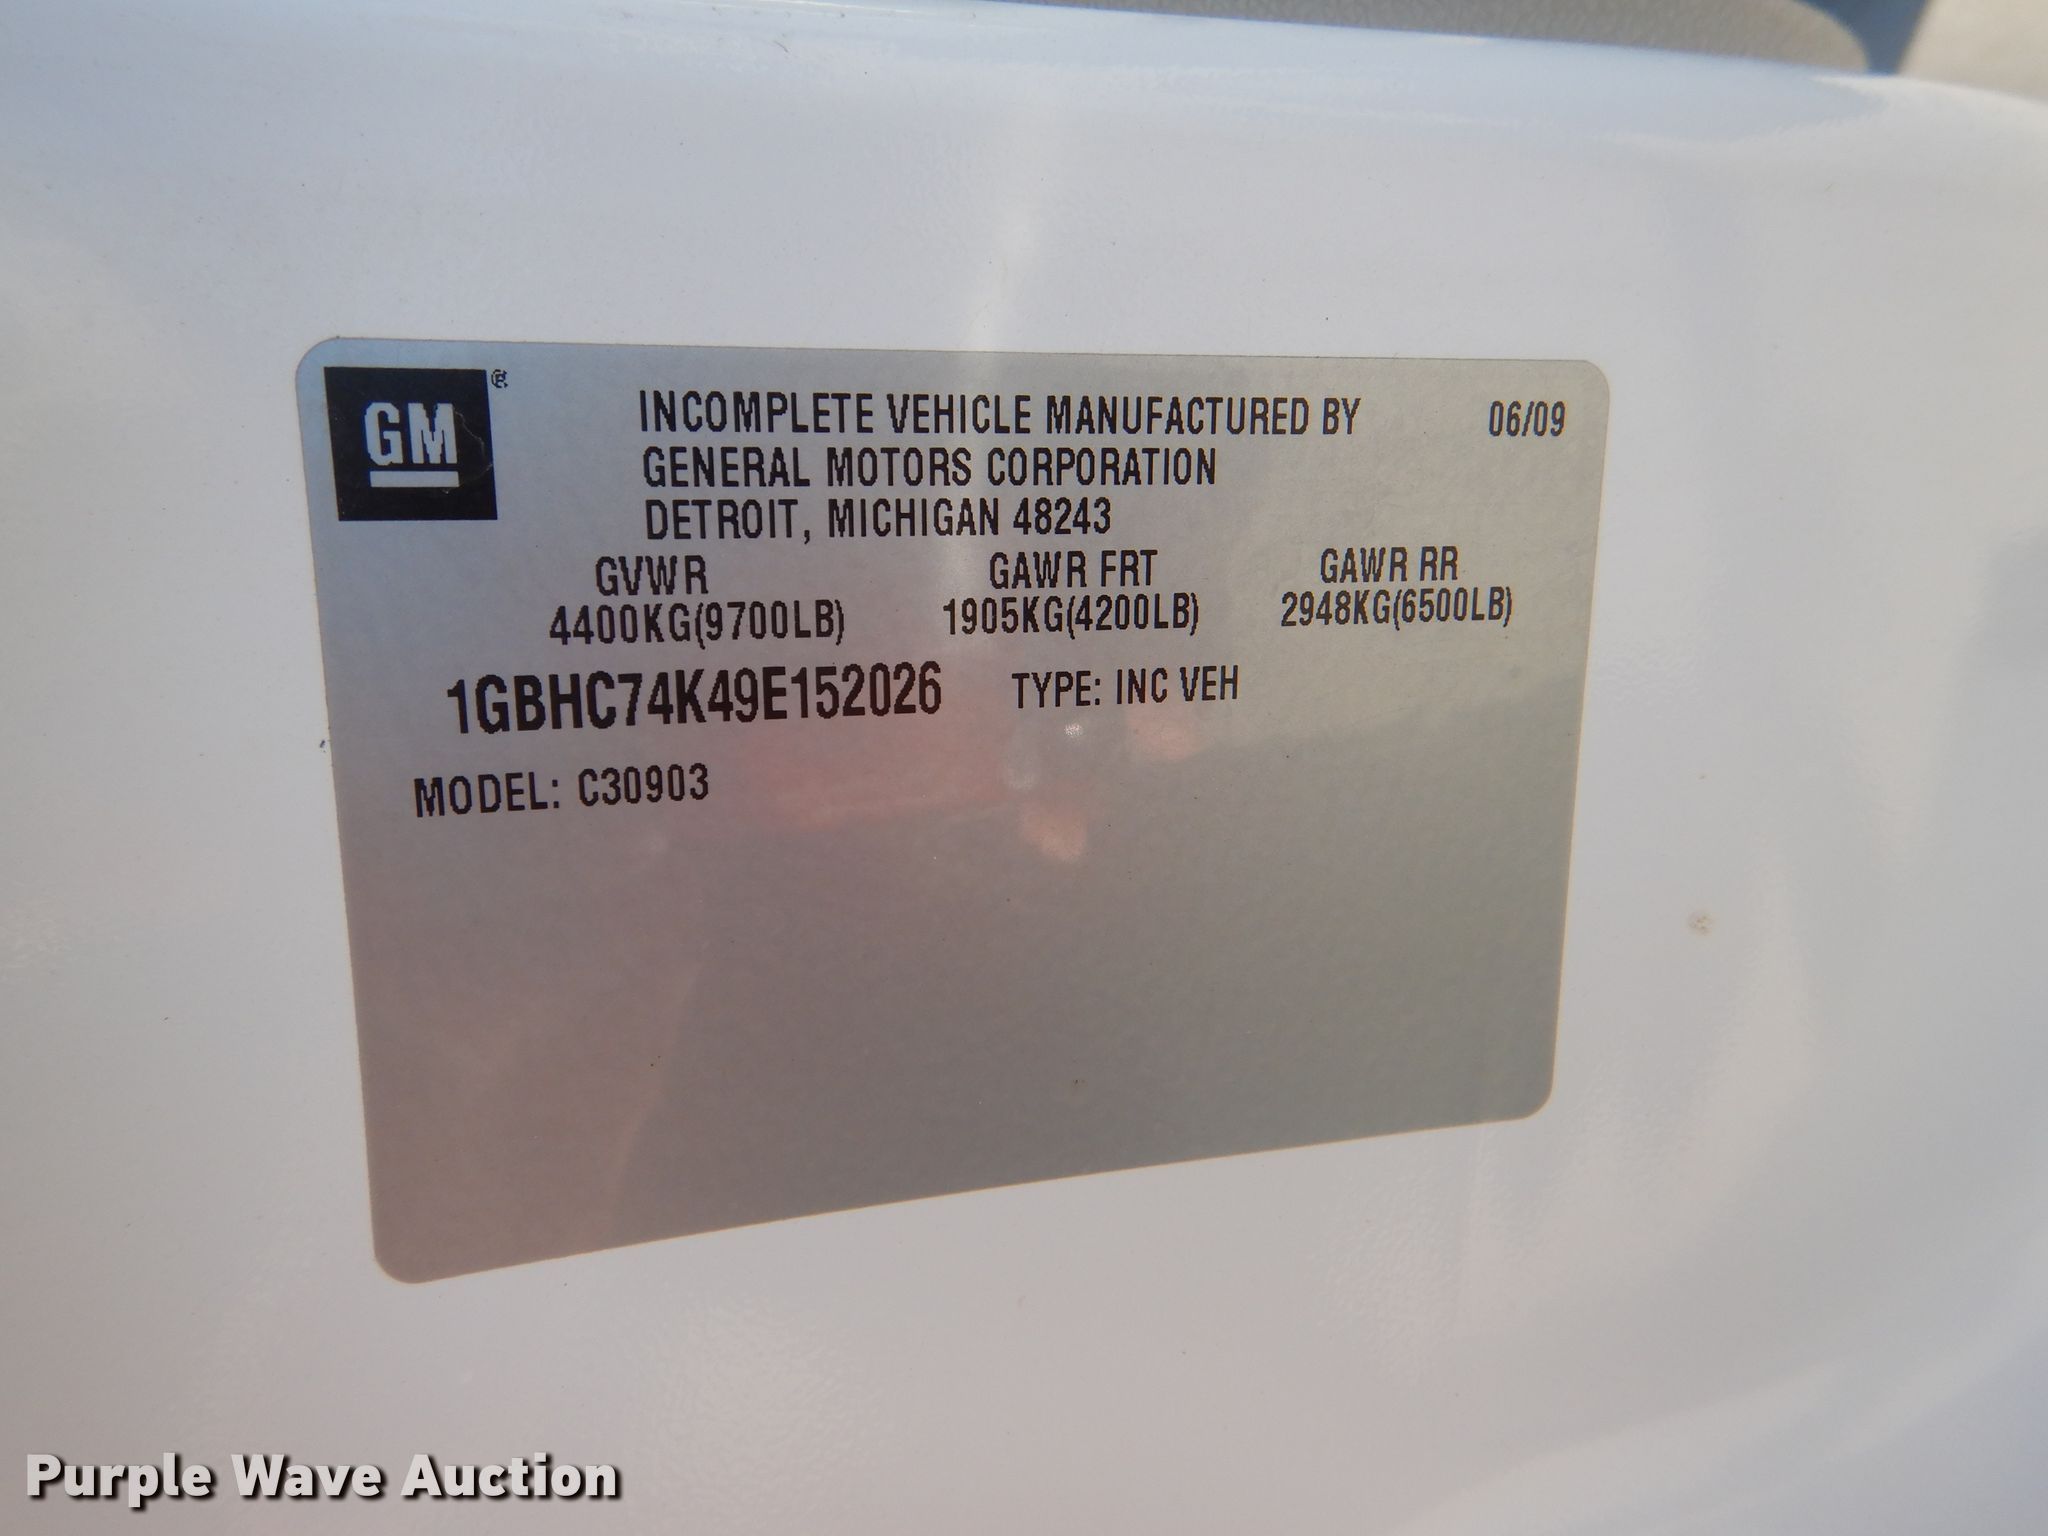 GM ®
INCOMPLETE VEHICLE MANUFACTURED BY 06/09
GENERAL MOTORS CORPORATION
DETROIT, MICHIGAN 48243
GVWR GAWR FRT GAWR RR
4400KG(9700LB) 1905KG(4200LB) 2948KG(6500LB)
1GBHC74K49E152026 TYPE: INC VEH
MODEL: C30903
Purple Wave Auction